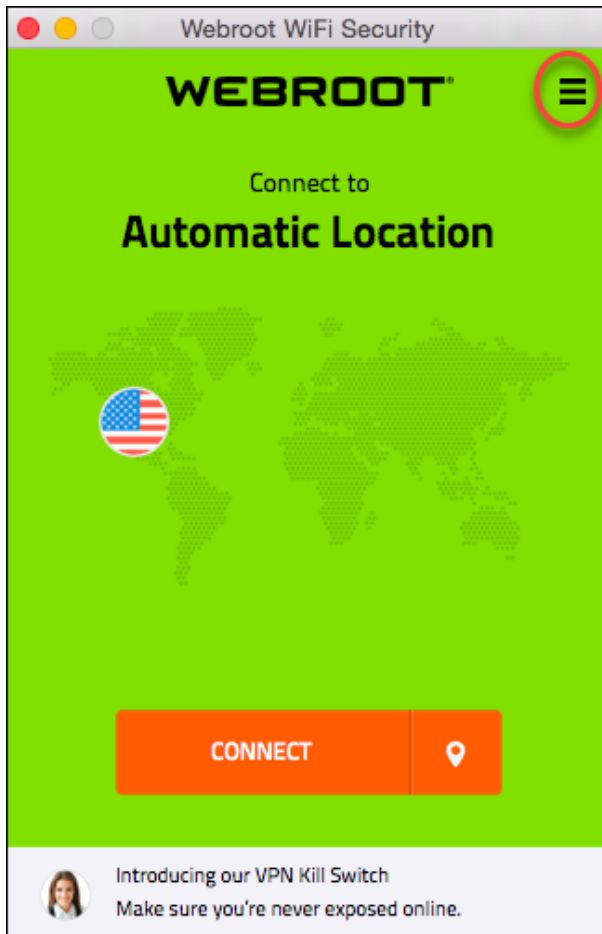 Webroot WiFi Security
WEBROOT®
Connect to
Automatic Location
CONNECT
Introducing our VPN Kill Switch
Make sure you're never exposed online.